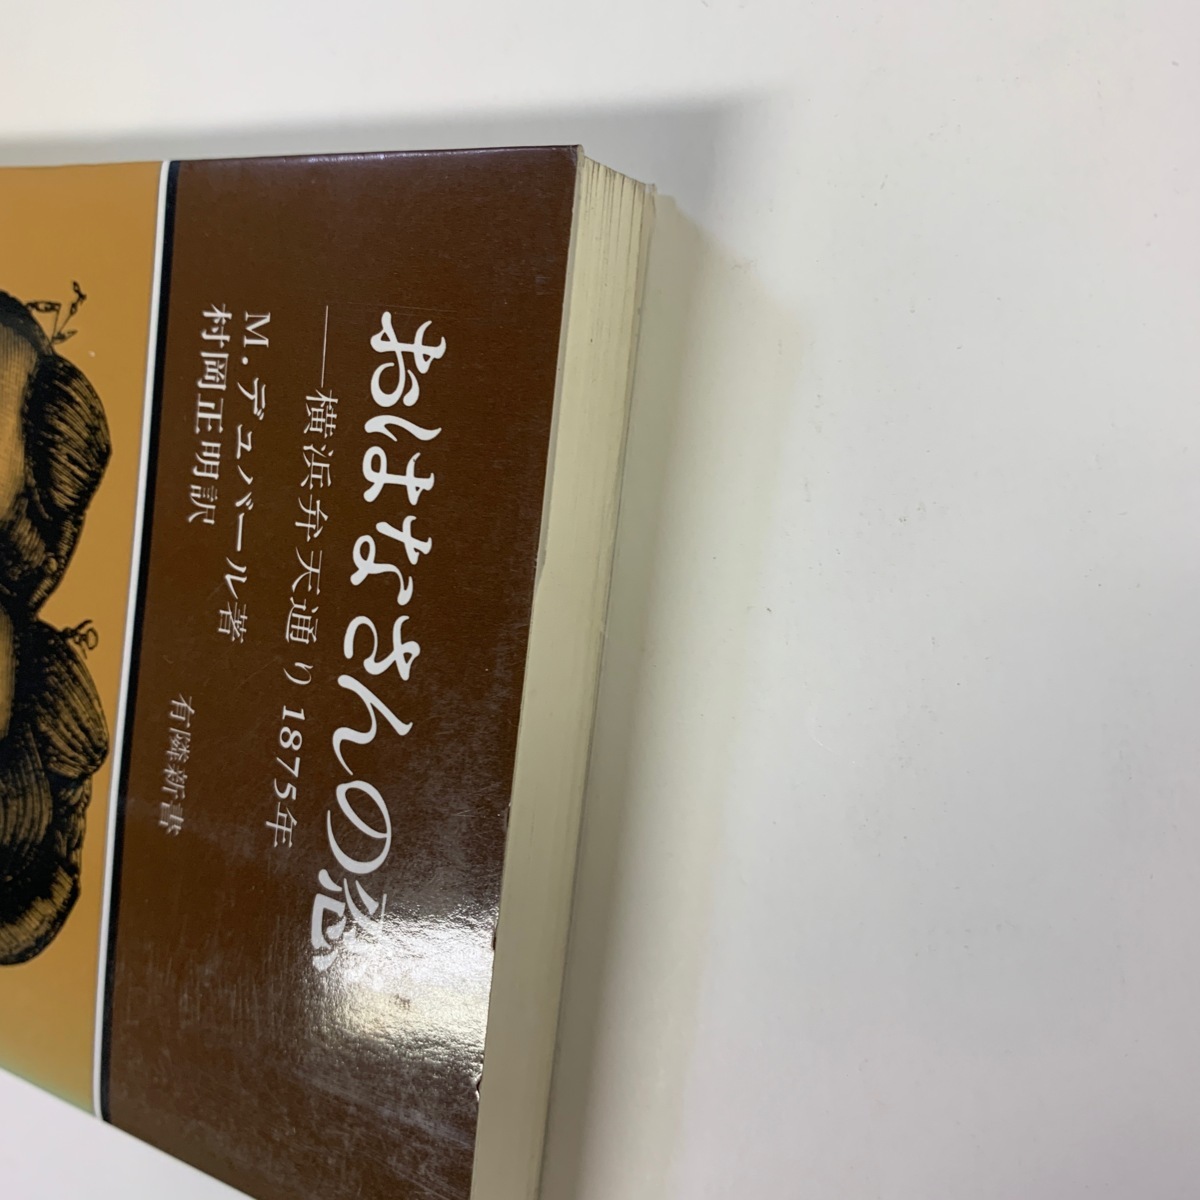 おはなさんの恋
──横浜弁天通り1875年
M.デュバール著
村岡正明訳
有隣新書